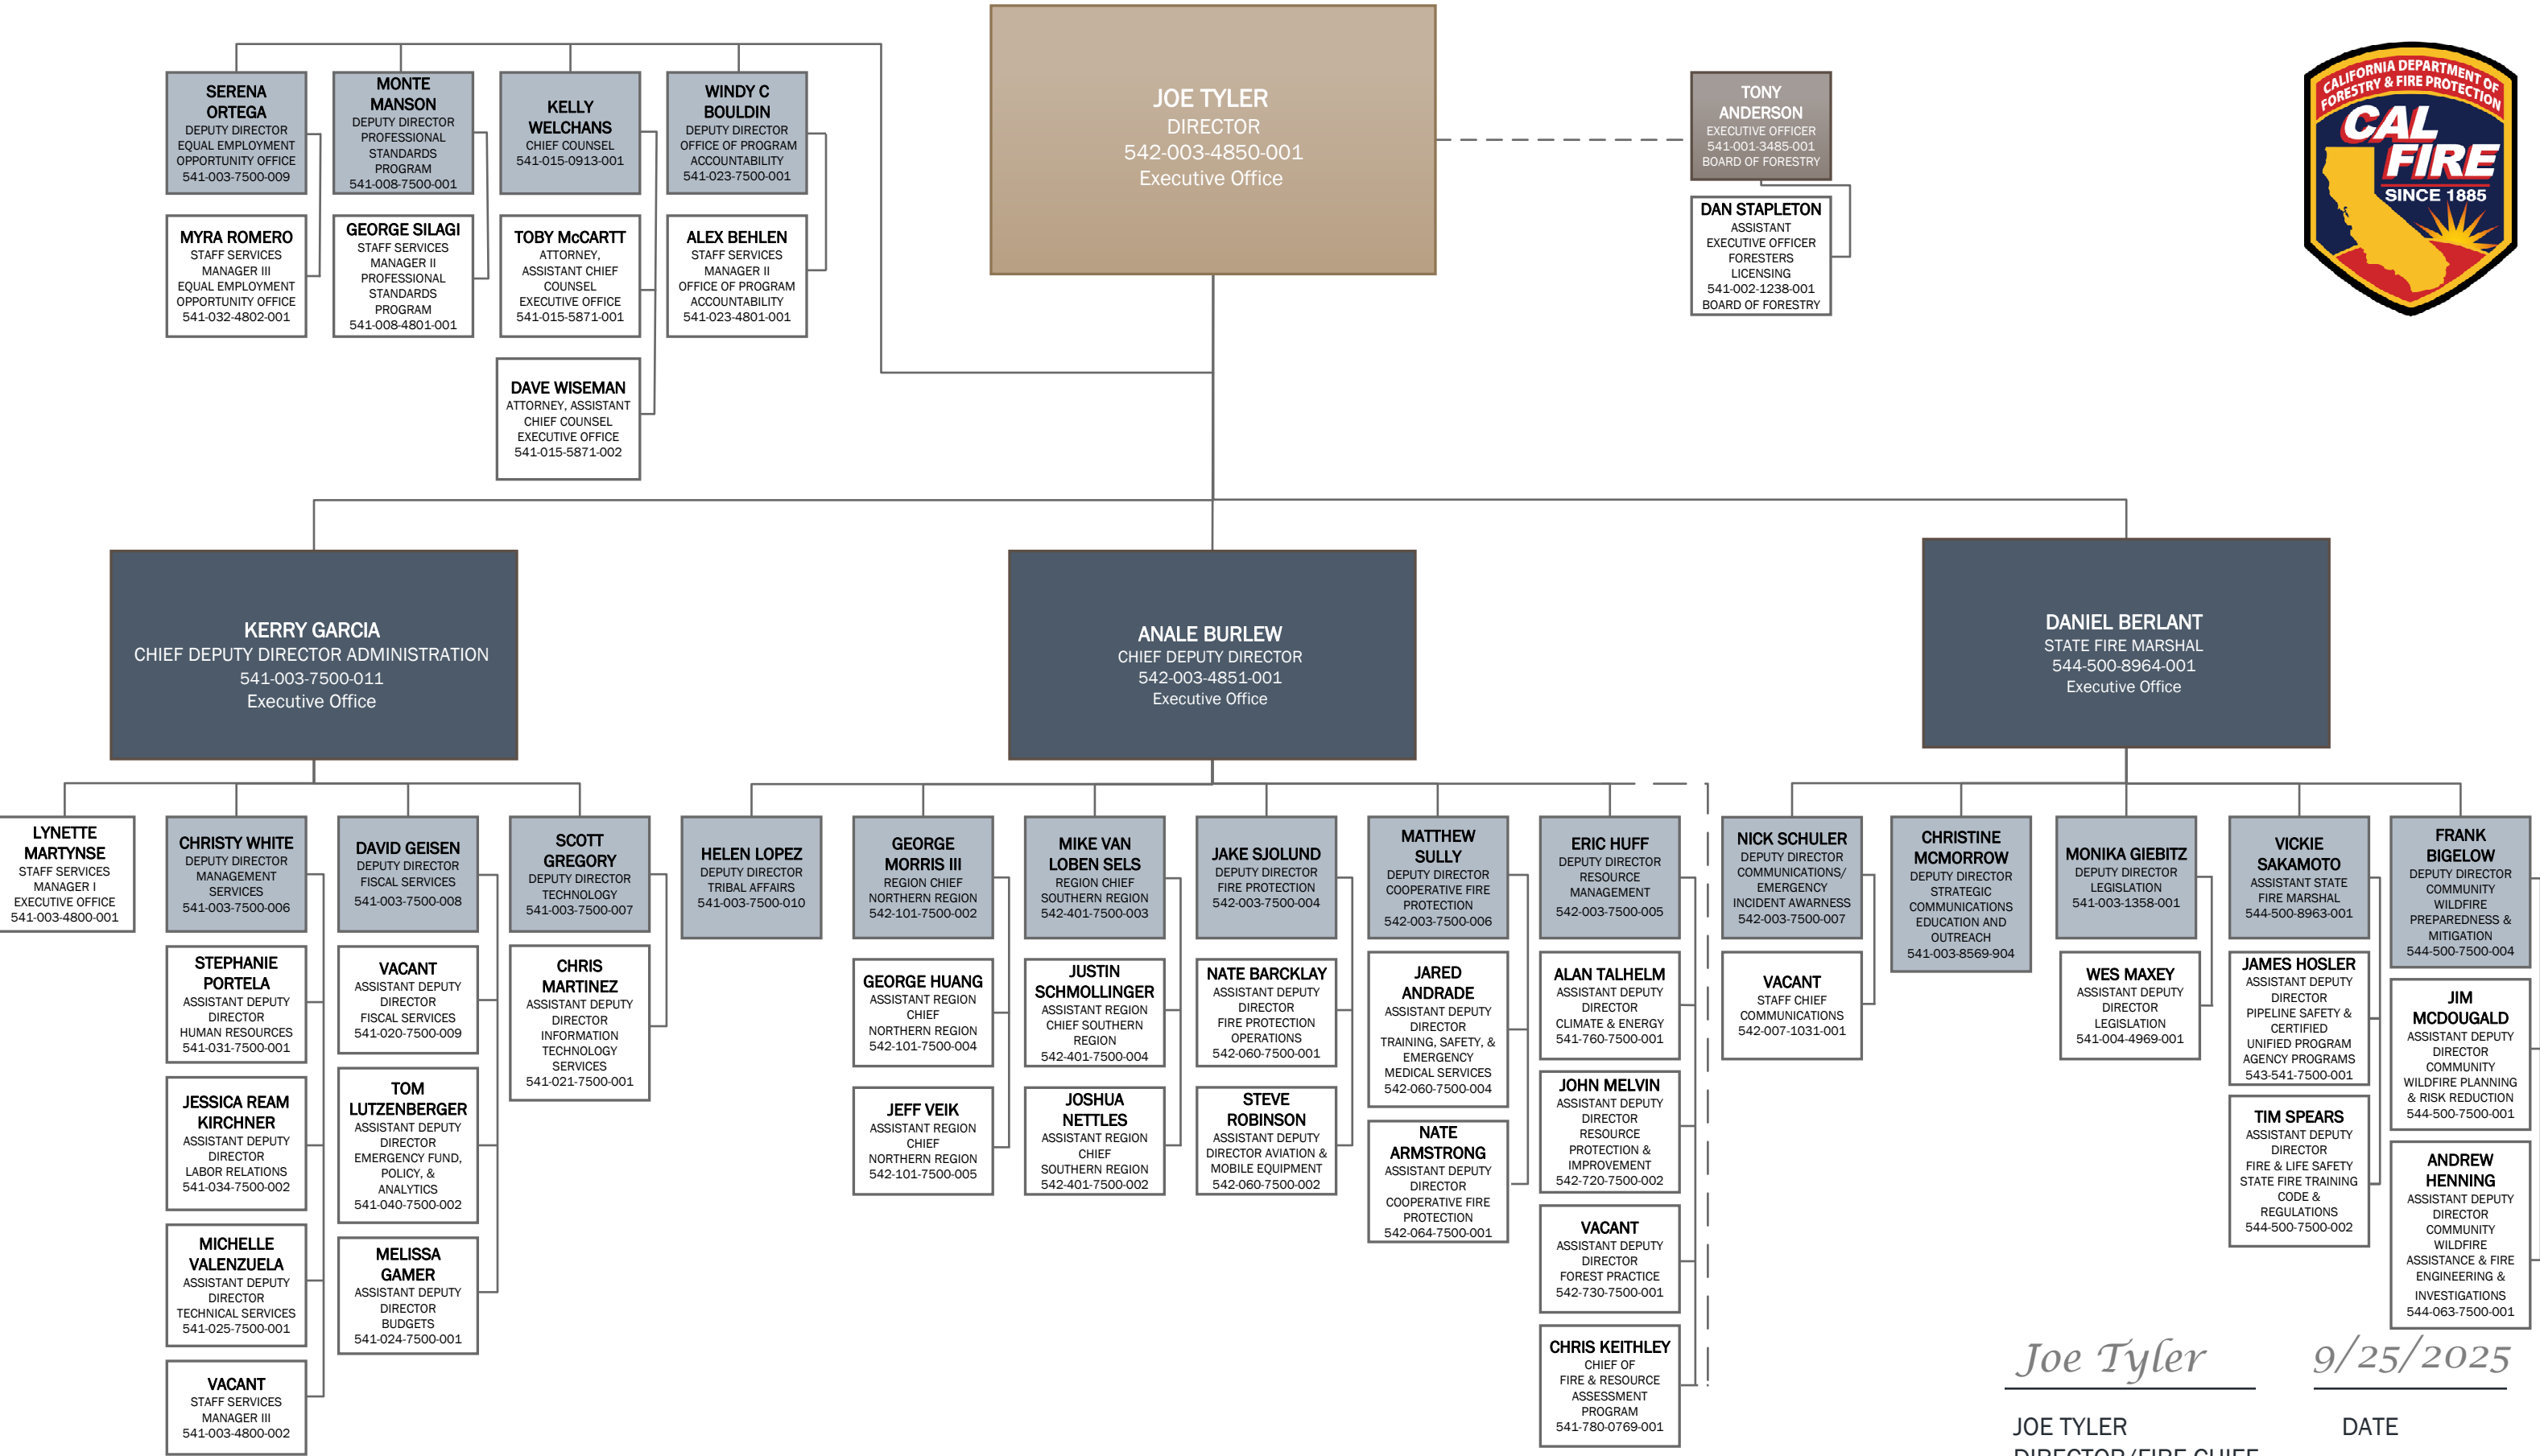 JOE TYLER
DIRECTOR
542-003-4850-001
Executive Office
SERENA
ORTEGA
DEPUTY DIRECTOR
EQUAL EMPLOYMENT
OPPORTUNITY OFFICE
541-003-7500-009
MYRA ROMERO
STAFF SERVICES
MANAGER III
EQUAL EMPLOYMENT
OPPORTUNITY OFFICE
541-032-4802-001
MONTE
MANSON
DEPUTY DIRECTOR
PROFESSIONAL
STANDARDS
PROGRAM
541-008-7500-001
GEORGE SILAGI
STAFF SERVICES
MANAGER II
PROFESSIONAL
STANDARDS
PROGRAM
541-008-4801-001
KELLY
WELCHANS
CHIEF COUNSEL
541-015-0913-001
TOBY McCARTT
ATTORNEY,
ASSISTANT CHIEF
COUNSEL
EXECUTIVE OFFICE
541-015-5871-001
DAVE WISEMAN
ATTORNEY, ASSISTANT
CHIEF COUNSEL
EXECUTIVE OFFICE
541-015-5871-002
WINDY C
BOULDIN
DEPUTY DIRECTOR
OFFICE OF PROGRAM
ACCOUNTABILITY
541-023-7500-001
ALEX BEHLEN
STAFF SERVICES
MANAGER II
OFFICE OF PROGRAM
ACCOUNTABILITY
541-023-4801-001
TONY
ANDERSON
EXECUTIVE OFFICER
541-001-3485-001
BOARD OF FORESTRY
DAN STAPLETON
ASSISTANT
EXECUTIVE OFFICER
FORESTERS
LICENSING
541-002-1238-001
BOARD OF FORESTRY
CALIFORNIA DEPARTMENT OF
FORESTRY & FIRE PROTECTION
CAL
FIRE
SINCE 1885
KERRY GARCIA
CHIEF DEPUTY DIRECTOR ADMINISTRATION
541-003-7500-011
Executive Office
ANALE BURLEW
CHIEF DEPUTY DIRECTOR
542-003-4851-001
Executive Office
DANIEL BERLANT
STATE FIRE MARSHAL
544-500-8964-001
Executive Office
LYNETTE
MARTYNSE
STAFF SERVICES
MANAGER I
EXECUTIVE OFFICE
541-003-4800-001
CHRISTY WHITE
DEPUTY DIRECTOR
MANAGEMENT
SERVICES
541-003-7500-006
STEPHANIE
PORTELA
ASSISTANT DEPUTY
DIRECTOR
HUMAN RESOURCES
541-031-7500-001
JESSICA REAM
KIRCHNER
ASSISTANT DEPUTY
DIRECTOR
LABOR RELATIONS
541-034-7500-002
MICHELLE
VALENZUELA
ASSISTANT DEPUTY
DIRECTOR
TECHNICAL SERVICES
541-025-7500-001
VACANT
STAFF SERVICES
MANAGER III
541-003-4800-002
DAVID GEISEN
DEPUTY DIRECTOR
FISCAL SERVICES
541-003-7500-008
VACANT
ASSISTANT DEPUTY
DIRECTOR
FISCAL SERVICES
541-020-7500-009
TOM
LUTZENBERGER
ASSISTANT DEPUTY
DIRECTOR
EMERGENCY FUND,
POLICY, &
ANALYTICS
541-040-7500-002
MELISSA
GAMER
ASSISTANT DEPUTY
DIRECTOR
BUDGETS
541-024-7500-001
SCOTT
GREGORY
DEPUTY DIRECTOR
TECHNOLOGY
541-003-7500-007
CHRIS
MARTINEZ
ASSISTANT DEPUTY
DIRECTOR
INFORMATION
TECHNOLOGY
SERVICES
541-021-7500-001
HELEN LOPEZ
DEPUTY DIRECTOR
TRIBAL AFFAIRS
541-003-7500-010
GEORGE
MORRIS III
REGION CHIEF
NORTHERN REGION
542-101-7500-002
GEORGE HUANG
ASSISTANT REGION
CHIEF
NORTHERN REGION
542-101-7500-004
JEFF VEIK
ASSISTANT REGION
CHIEF
NORTHERN REGION
542-101-7500-005
MIKE VAN
LOBEN SELS
REGION CHIEF
SOUTHERN REGION
542-401-7500-003
JUSTIN
SCHMOLLINGER
ASSISTANT REGION
CHIEF SOUTHERN
REGION
542-401-7500-004
JOSHUA
NETTLES
ASSISTANT REGION
CHIEF
SOUTHERN REGION
542-401-7500-002
JAKE SJOLUND
DEPUTY DIRECTOR
FIRE PROTECTION
542-003-7500-004
NATE BARCKLAY
ASSISTANT DEPUTY
DIRECTOR
FIRE PROTECTION
OPERATIONS
542-060-7500-001
STEVE
ROBINSON
ASSISTANT DEPUTY
DIRECTOR AVIATION &
MOBILE EQUIPMENT
542-060-7500-002
MATTHEW
SULLY
DEPUTY DIRECTOR
COOPERATIVE FIRE
PROTECTION
542-003-7500-006
JARED
ANDRADE
ASSISTANT DEPUTY
DIRECTOR
TRAINING, SAFETY, &
EMERGENCY
MEDICAL SERVICES
542-060-7500-004
NATE
ARMSTRONG
ASSISTANT DEPUTY
DIRECTOR
COOPERATIVE FIRE
PROTECTION
542-064-7500-001
ERIC HUFF
DEPUTY DIRECTOR
RESOURCE
MANAGEMENT
542-003-7500-005
ALAN TALHELM
ASSISTANT DEPUTY
DIRECTOR
CLIMATE & ENERGY
541-760-7500-001
JOHN MELVIN
ASSISTANT DEPUTY
DIRECTOR
RESOURCE
PROTECTION &
IMPROVEMENT
542-720-7500-002
VACANT
ASSISTANT DEPUTY
DIRECTOR
FOREST PRACTICE
542-730-7500-001
CHRIS KEITHLEY
CHIEF OF
FIRE & RESOURCE
ASSESSMENT
PROGRAM
541-780-0769-001
NICK SCHULER
DEPUTY DIRECTOR
COMMUNICATIONS/
EMERGENCY
INCIDENT AWARNESS
542-003-7500-007
VACANT
STAFF CHIEF
COMMUNICATIONS
542-007-1031-001
CHRISTINE
MCMORROW
DEPUTY DIRECTOR
STRATEGIC
COMMUNICATIONS
EDUCATION AND
OUTREACH
541-003-8569-904
MONIKA GIEBITZ
DEPUTY DIRECTOR
LEGISLATION
541-003-1358-001
WES MAXEY
ASSISTANT DEPUTY
DIRECTOR
LEGISLATION
541-004-4969-001
VICKIE
SAKAMOTO
ASSISTANT STATE
FIRE MARSHAL
544-500-8963-001
JAMES HOSLER
ASSISTANT DEPUTY
DIRECTOR
PIPELINE SAFETY &
CERTIFIED
UNIFIED PROGRAM
AGENCY PROGRAMS
543-541-7500-001
TIM SPEARS
ASSISTANT DEPUTY
DIRECTOR
FIRE & LIFE SAFETY
STATE FIRE TRAINING
CODE &
REGULATIONS
544-500-7500-002
FRANK
BIGELOW
DEPUTY DIRECTOR
COMMUNITY
WILDFIRE
PREPAREDNESS &
MITIGATION
544-500-7500-004
JIM
MCDOUGALD
ASSISTANT DEPUTY
DIRECTOR
COMMUNITY
WILDFIRE PLANNING
& RISK REDUCTION
544-500-7500-001
ANDREW
HENNING
ASSISTANT DEPUTY
DIRECTOR
COMMUNITY
WILDFIRE
ASSISTANCE & FIRE
ENGINEERING &
INVESTIGATIONS
544-063-7500-001
Joe Tyler 9/25/2025
JOE TYLER DATE
DIRECTOR/FIRE CHIEF